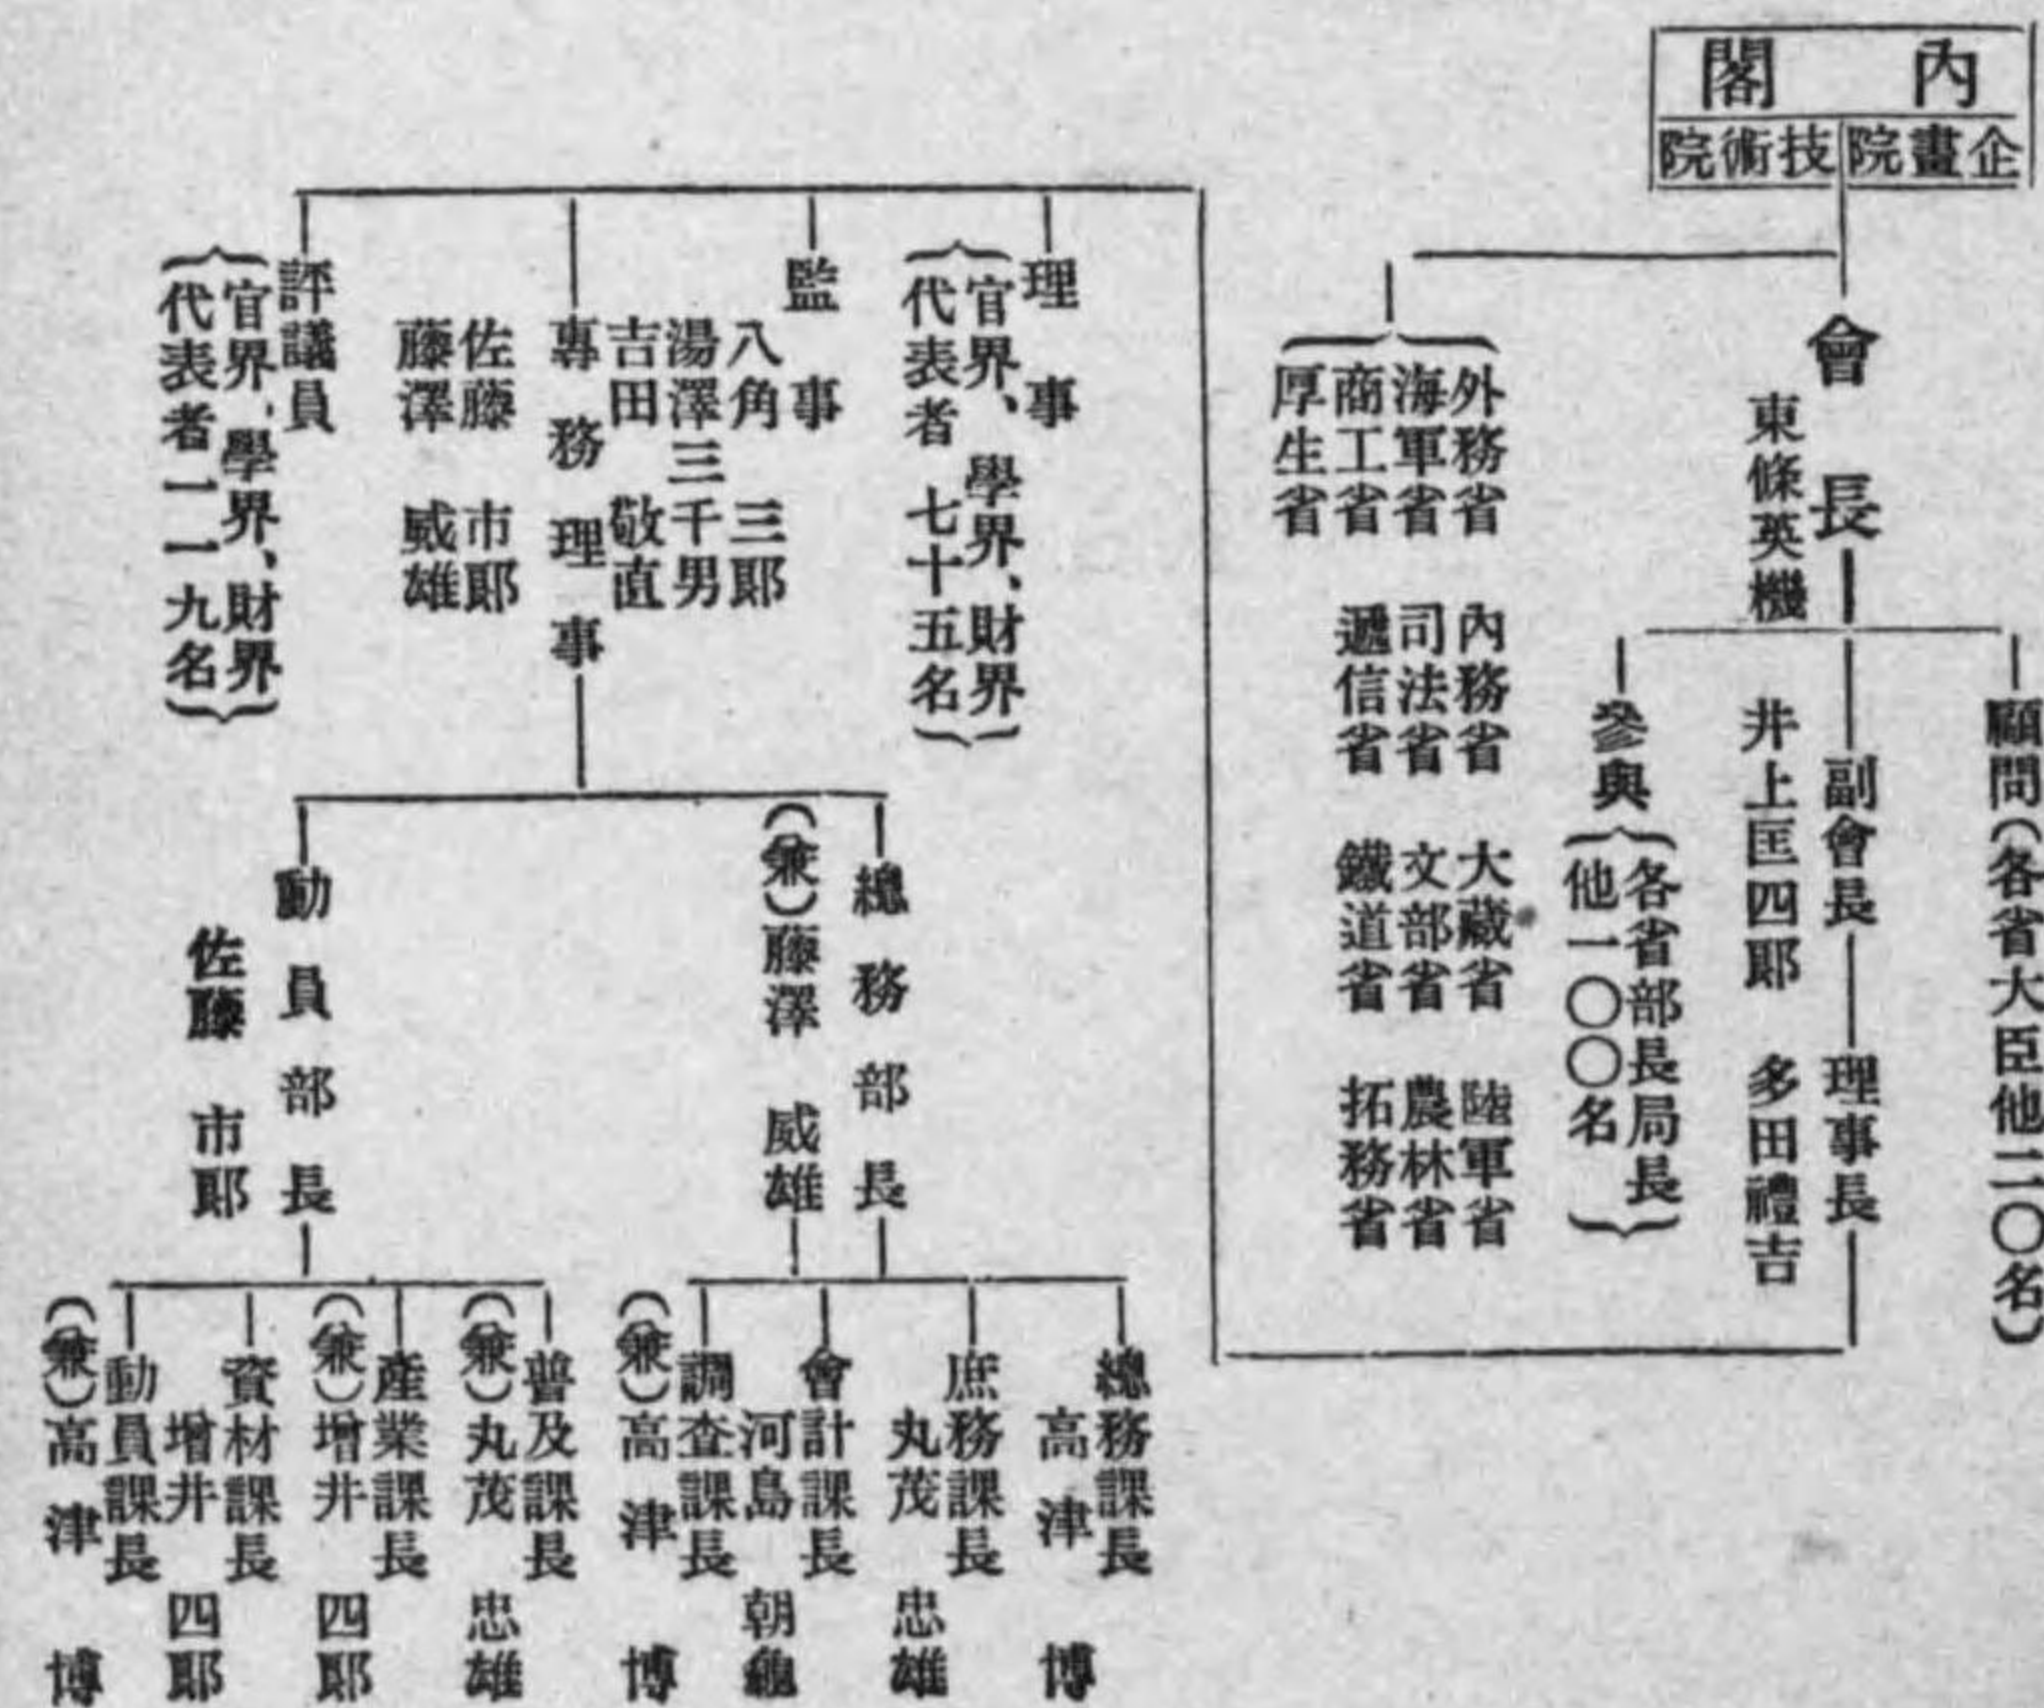 內閣
企畫院
技術院
會長
東條英機
顧問(各省大臣他二〇名)
副會長
井上匡四郎
理事長
多田禮吉
參與
各省部長局長
他一〇〇名
外務省 內務省 大藏省 陸軍省
海軍省 司法省 文部省 農林省
商工省 遞信省 鐵道省 拓務省
厚生省
理事
官界、學界、財界
代表者 七十五名
監事
八角 三郎
湯澤三千男
吉田 敬直
專務理事
佐藤 市郎
藤澤 威雄
評議員
官界、學界、財界
代表者一一九名
總務部長
(兼)藤澤 威雄
動員部長
佐藤 市郎
總務課長
高津 博
庶務課長
丸茂 忠雄
會計課長
河島 朝龜
調查課長
(兼)高津 博
普及課長
(兼)丸茂 忠雄
產業課長
(兼)增井 四郎
資材課長
增井 四郎
動員課長
(兼)高津 博